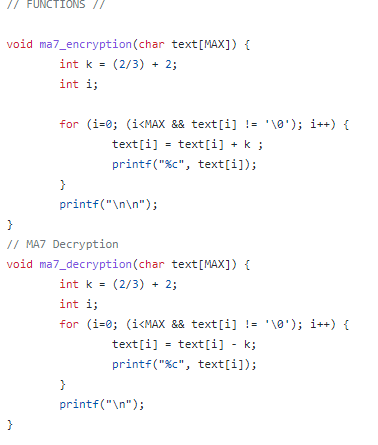 // FUNCTIONS //
void ma7_encryption(char text[MAX]) {
int k = (2/3) + 2;
int i;
for (i=0; (i<MAX && text[i] != '\0'); i++) {
text[i] = text[i] + k ;
printf("%c", text[i]);
}
printf("\n\n");
}
// MA7 Decryption
void ma7_decryption(char text[MAX]) {
int k = (2/3) + 2;
int i;
for (i=0; (i<MAX && text[i] != '\0'); i++) {
text[i] = text[i] - k;
printf("%c", text[i]);
}
printf("\n");
}